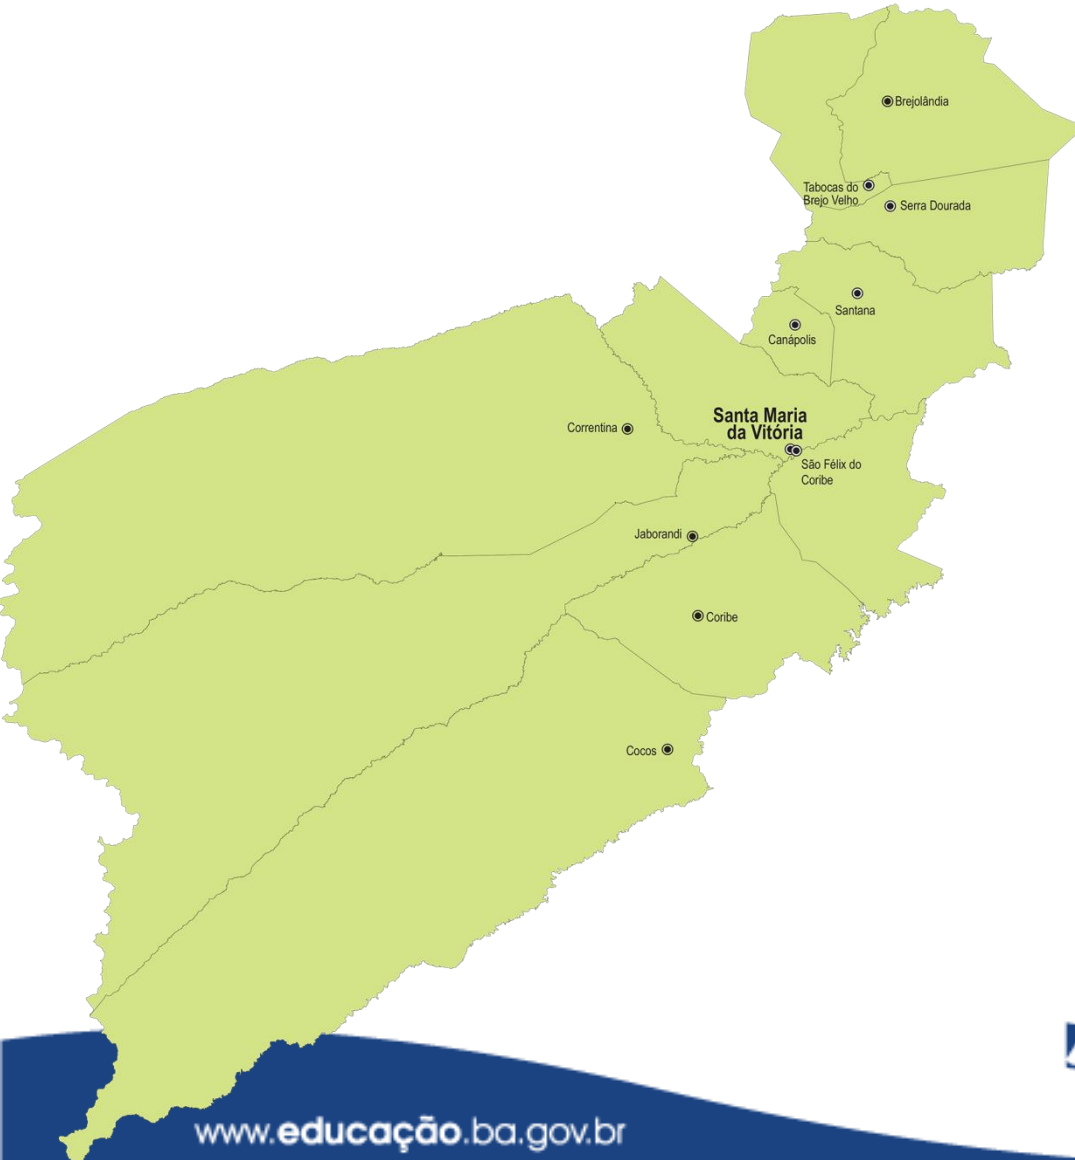 Brejolândia
Tabocas do
Brejo Velho
Serra Dourada
Santana
Canápolis
Santa Maria
da Vitória
Correntina
São Félix do
Coribe
Jaborandi
Coribe
Cocos
www.educação.ba.gov.br